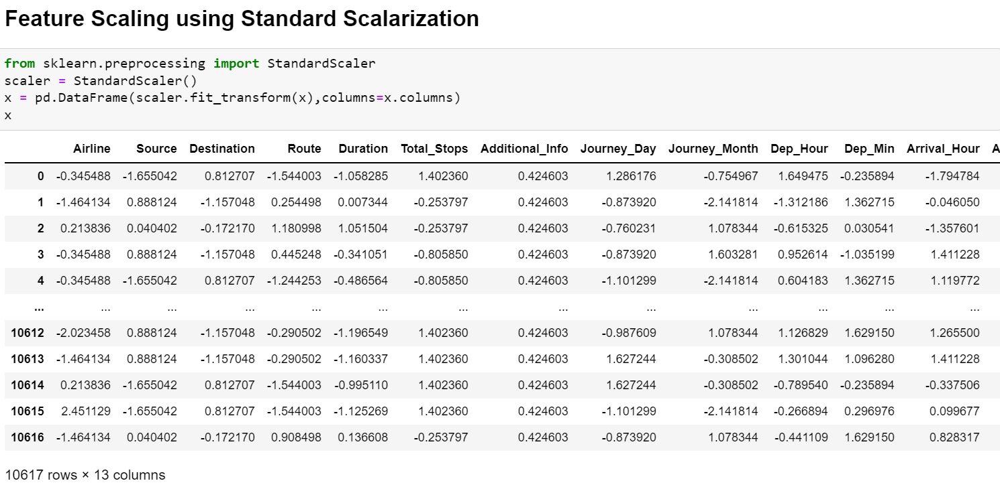 Feature Scaling using Standard Scalarization
from sklearn.preprocessing import StandardScaler
scaler = StandardScaler()
x = pd.DataFrame(scaler.fit_transform(x),columns=x.columns)
x
Airline Source Destination Route Duration Total_Stops Additional_Info Journey_Day Journey_Month Dep_Hour Dep_Min Arrival_Hour A
0 -0.345488 -1.655042 0.812707 -1.544003 -1.058285 1.402360 0.424603 1.286176 -0.754967 1.649475 -0.235894 -1.794784
1 -1.464134 0.888124 -1.157048 0.254498 0.007344 -0.253797 0.424603 -0.873920 -2.141814 -1.312186 1.362715 -0.046050
2 0.213836 0.040402 -0.172170 1.180998 1.051504 -0.253797 0.424603 -0.760231 1.078344 -0.615325 0.030541 -1.357601
3 -0.345488 0.888124 -1.157048 0.445248 -0.341051 -0.805850 0.424603 -0.873920 1.603281 0.952614 -1.035199 1.411228
4 -0.345488 -1.655042 0.812707 -1.244253 -0.486564 -0.805850 0.424603 -1.101299 -2.141814 0.604183 1.362715 1.119772
... ... ... ... ... ... ... ... ... ... ... ... ...
10612 -2.023458 0.888124 -1.157048 -0.290502 -1.196549 1.402360 0.424603 -0.987609 1.078344 1.126829 1.629150 1.265500
10613 -1.464134 0.888124 -1.157048 -0.290502 -1.160337 1.402360 0.424603 1.627244 -0.308502 1.301044 1.096280 1.411228
10614 0.213836 -1.655042 0.812707 -1.544003 -0.995110 1.402360 0.424603 1.627244 -0.308502 -0.789540 -0.235894 -0.337506
10615 2.451129 -1.655042 0.812707 -1.544003 -1.125269 1.402360 0.424603 -1.101299 -2.141814 -0.266894 0.296976 0.099677
10616 -1.464134 0.040402 -0.172170 0.908498 0.136608 -0.253797 0.424603 -0.873920 1.078344 -0.441109 1.629150 0.828317
10617 rows × 13 columns